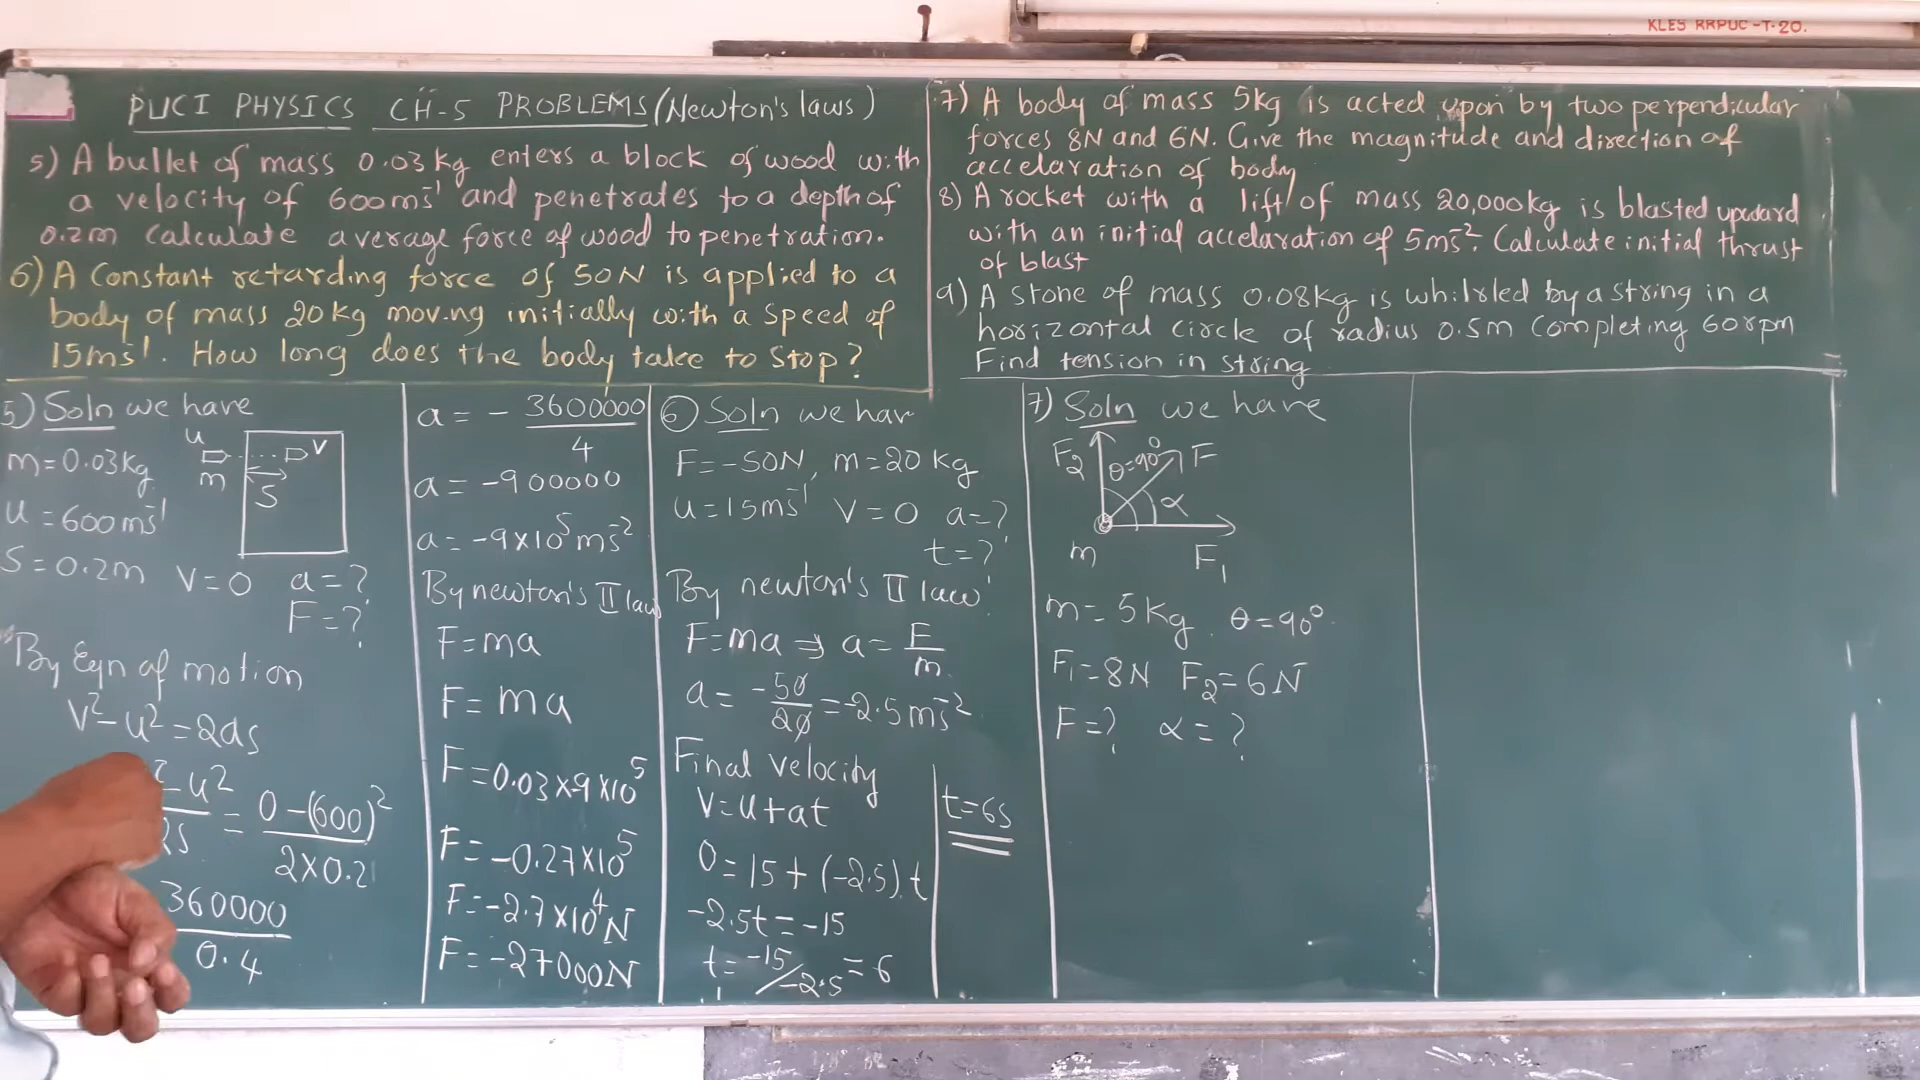 KLES RRPUC-T-20.
PUCI PHYSICS CH-5 PROBLEMS (Newton's laws)
5) A bullet of mass 0.03 kg enters a block of wood with
a velocity of 600ms⁻¹ and penetrates to a depth of
0.2m Calculate average force of wood to penetration.
6) A Constant retarding force of 50N is applied to a
body of mass 20kg moving initially with a speed of
15ms⁻¹. How long does the body take to stop?
7) A body of mass 5kg is acted upon by two perpendicular
forces 8N and 6N. Give the magnitude and direction of
accelaration of body
8) A rocket with a lift of mass 20,000kg is blasted upward
with an initial accelaration of 5ms⁻². Calculate initial thrust
of blast
9) A stone of mass 0.08kg is whilrled by a string in a
horizontal circle of radius 0.5m Completing 60rpm
Find tension in string
5) Soln we have
u
v
m=0.03kg
m
S
u=600ms⁻¹
S=0.2m v=0 a=?
F=?
By Eqn of motion
v²-u²=2as
-u²
2s
= 0-(600)²
2×0.2
360000
0.4
a = - 3600000
4
a = -900000
a = -9×10⁵ms⁻²
By newton's II law
F=ma
F=ma
F=0.03×9×10⁵
F=-0.27×10⁵
F=-2.7×10⁴N
F=-27000N
6 Soln we hav
F=-50N, m=20 kg
u=15ms⁻¹ v=0 a=?
t=?
By newton's II law
F=ma ⇒ a= F
m
a= -50
20
=-2.5ms⁻²
Final velocity
v=u+at
0=15+(-2.5)t
-2.5t=-15
t= -15/-2.5 =6
t=6s
7) Soln we have
F₂ θ=90° F
α
m F₁
m=5kg. θ=90°
F₁=8N F₂=6N
F=? α=?